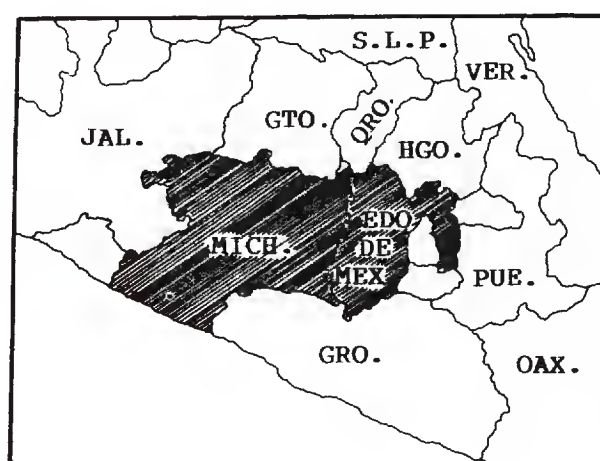 S.L.P.
VER.
QRO.
GTO.
JAL.
HGO.
EDO
DE
MICH.
MEX
PUE.
GRO.
OAX.